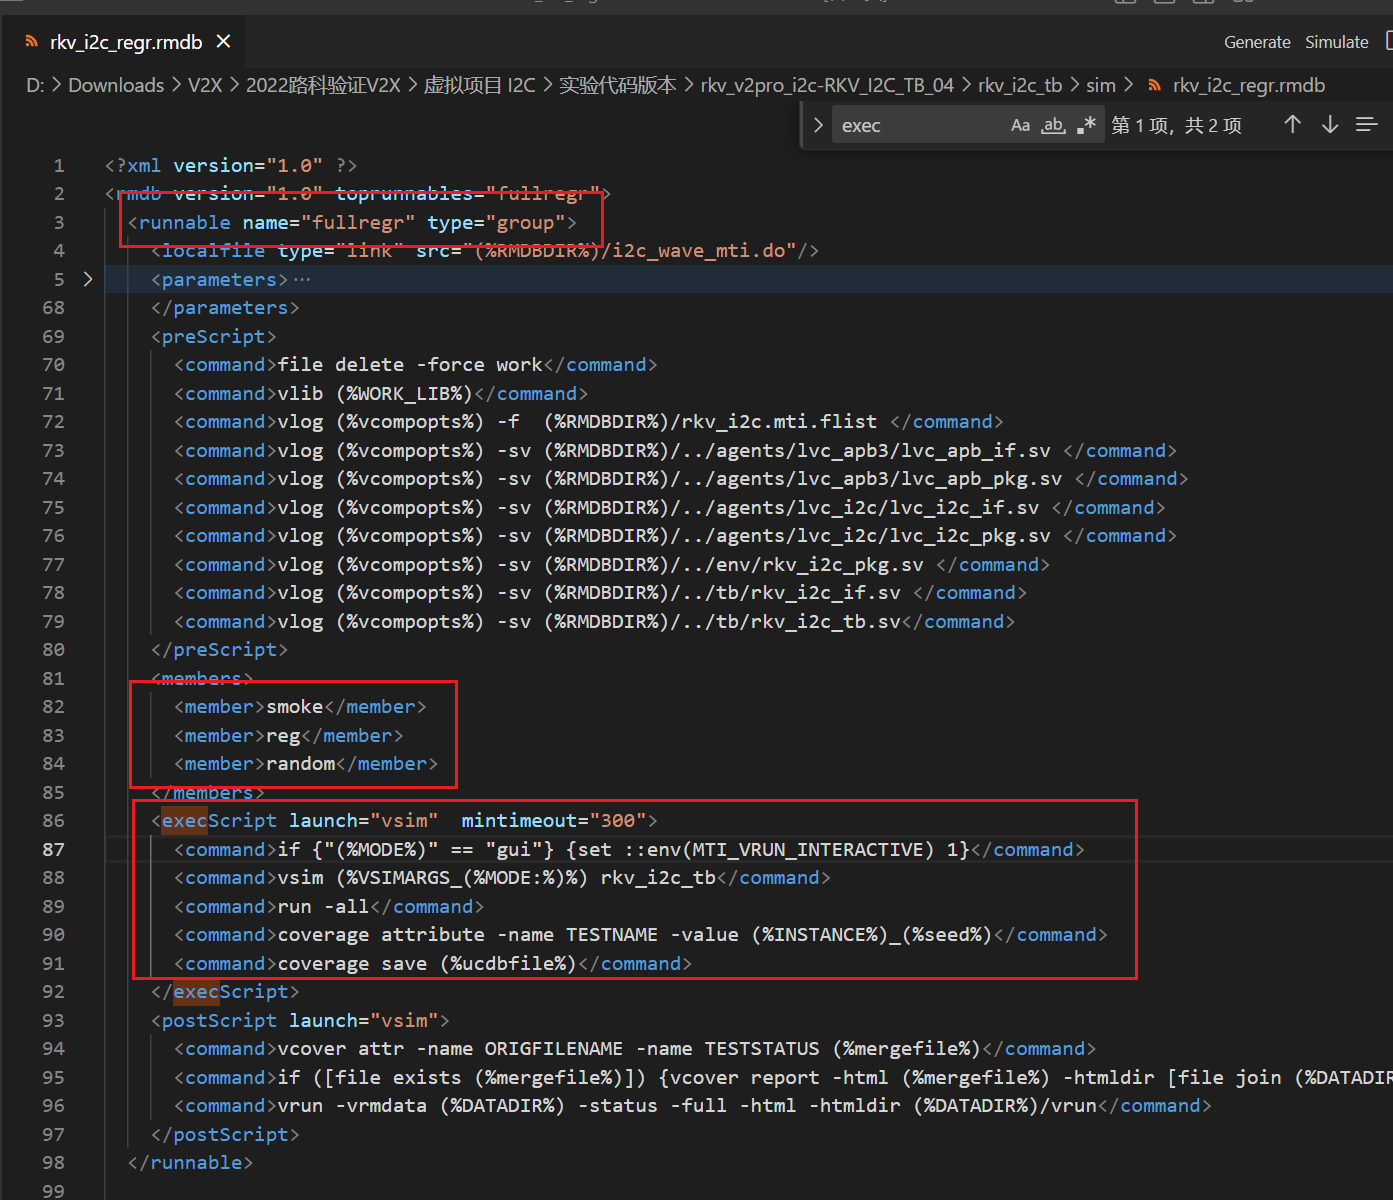 rkv_i2c_regr.rmdb
Generate Simulate
D: > Downloads > V2X > 2022路科验证V2X > 虚拟项目 I2C > 实验代码版本 > rkv_v2pro_i2c-RKV_I2C_TB_04 > rkv_i2c_tb > sim > rkv_i2c_regr.rmdb
exec Aa ab .* 第 1 项，共 2 项
1 <?xml version="1.0" ?>
2 <rmdb version="1.0" toprunnables="fullregr">
3 <runnable name="fullregr" type="group">
4 <localfile type="link" src="(%RMDBDIR%)/i2c_wave_mti.do"/>
5 <parameters>···
68 </parameters>
69 <preScript>
70 <command>file delete -force work</command>
71 <command>vlib (%WORK_LIB%)</command>
72 <command>vlog (%vcompopts%) -f  (%RMDBDIR%)/rkv_i2c.mti.flist </command>
73 <command>vlog (%vcompopts%) -sv (%RMDBDIR%)/../agents/lvc_apb3/lvc_apb_if.sv </command>
74 <command>vlog (%vcompopts%) -sv (%RMDBDIR%)/../agents/lvc_apb3/lvc_apb_pkg.sv </command>
75 <command>vlog (%vcompopts%) -sv (%RMDBDIR%)/../agents/lvc_i2c/lvc_i2c_if.sv </command>
76 <command>vlog (%vcompopts%) -sv (%RMDBDIR%)/../agents/lvc_i2c/lvc_i2c_pkg.sv </command>
77 <command>vlog (%vcompopts%) -sv (%RMDBDIR%)/../env/rkv_i2c_pkg.sv </command>
78 <command>vlog (%vcompopts%) -sv (%RMDBDIR%)/../tb/rkv_i2c_if.sv </command>
79 <command>vlog (%vcompopts%) -sv (%RMDBDIR%)/../tb/rkv_i2c_tb.sv</command>
80 </preScript>
81 <members>
82 <member>smoke</member>
83 <member>reg</member>
84 <member>random</member>
85 </members>
86 <execScript launch="vsim"  mintimeout="300">
87 <command>if {"(%MODE%)" == "gui"} {set ::env(MTI_VRUN_INTERACTIVE) 1}</command>
88 <command>vsim (%VSIMARGS_(%MODE:%)%) rkv_i2c_tb</command>
89 <command>run -all</command>
90 <command>coverage attribute -name TESTNAME -value (%INSTANCE%)_(%seed%)</command>
91 <command>coverage save (%ucdbfile%)</command>
92 </execScript>
93 <postScript launch="vsim">
94 <command>vcover attr -name ORIGFILENAME -name TESTSTATUS (%mergefile%)</command>
95 <command>if ([file exists (%mergefile%)]) {vcover report -html (%mergefile%) -htmldir [file join (%DATADIR
96 <command>vrun -vrmdata (%DATADIR%) -status -full -html -htmldir (%DATADIR%)/vrun</command>
97 </postScript>
98 </runnable>
99